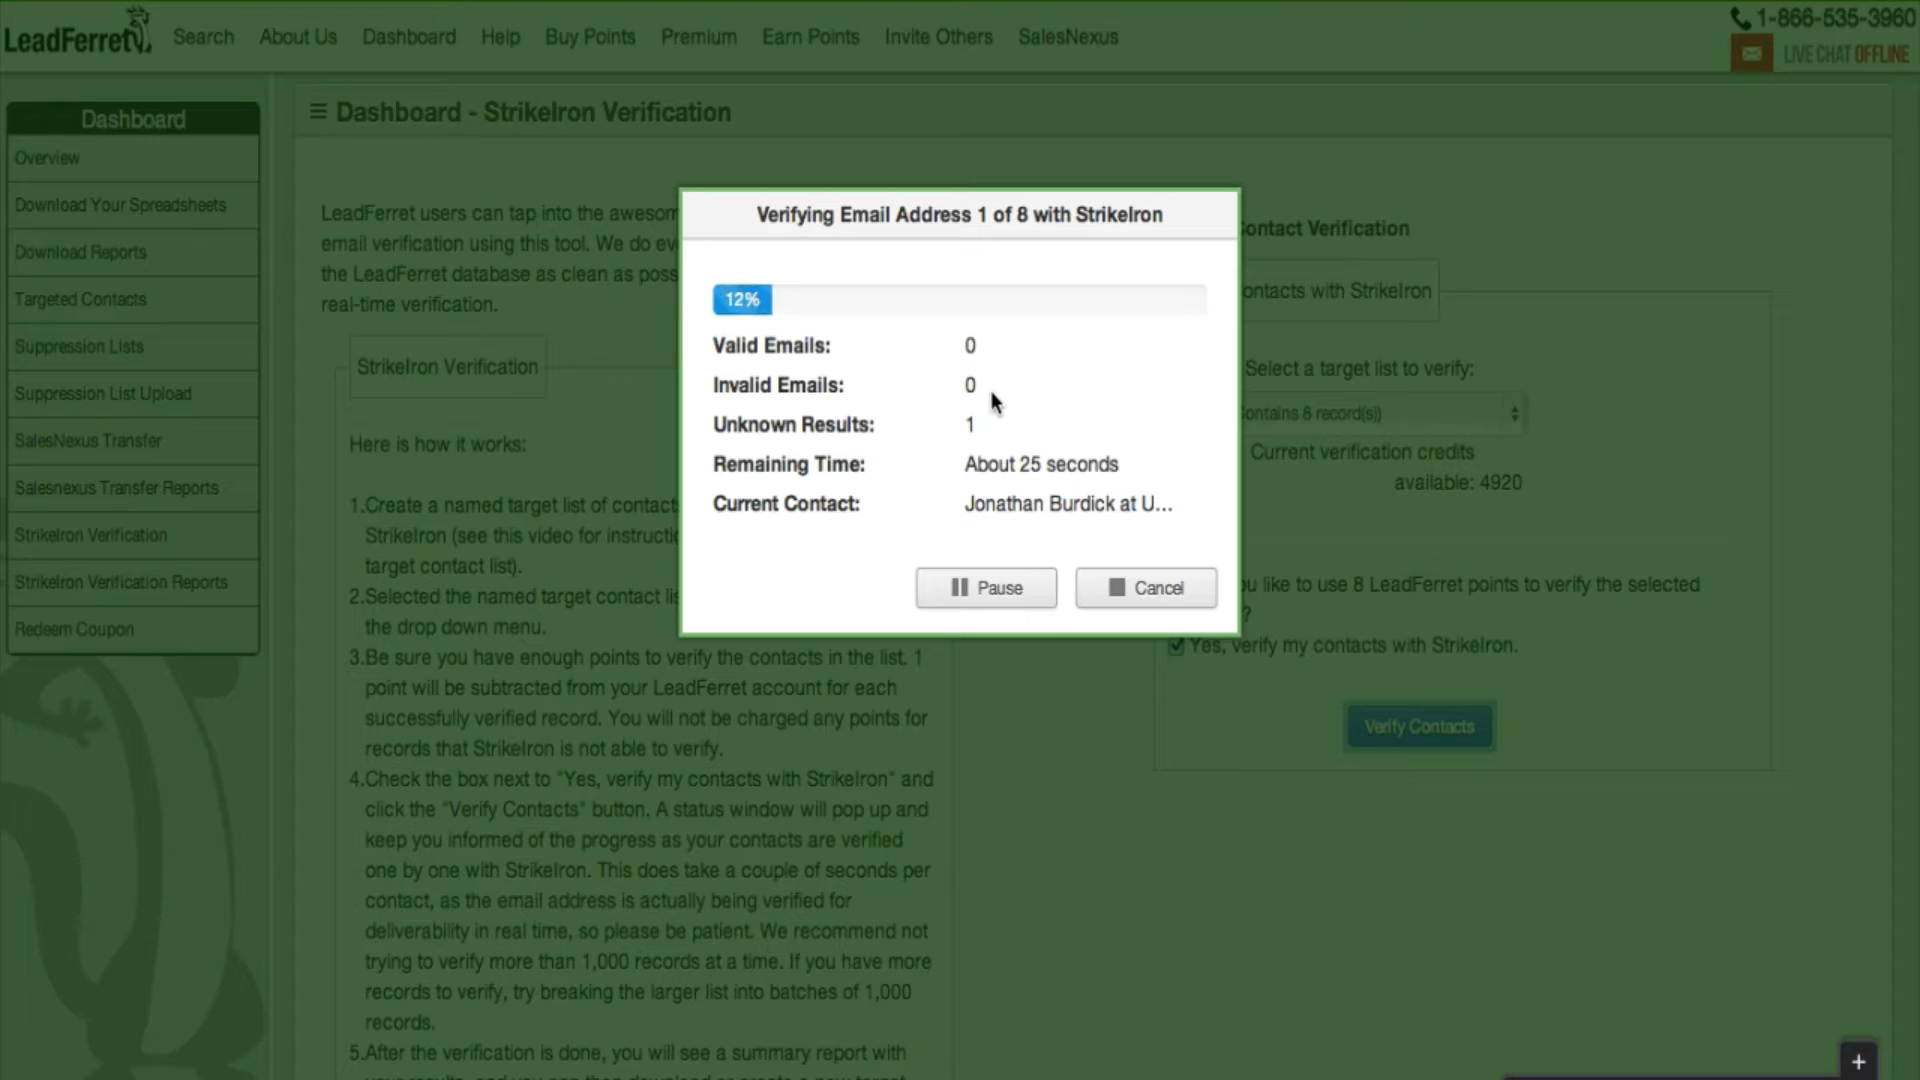 LeadFerret
Search
About Us
Dashboard
Help
Buy Points
Premium
Earn Points
Invite Others
SalesNexus
1-866-535-3960
LIVE CHAT OFFLINE
Dashboard
Overview
Download Your Spreadsheets
Download Reports
Targeted Contacts
Suppression Lists
Suppression List Upload
SalesNexus Transfer
Salesnexus Transfer Reports
StrikeIron Verification
StrikeIron Verification Reports
Redeem Coupon
Dashboard - StrikeIron Verification
LeadFerret users can tap into the awesom
email verification using this tool. We do ev
the LeadFerret database as clean as poss
real-time verification.
StrikeIron Verification
Here is how it works:
1.Create a named target list of contact
StrikeIron (see this video for instructi
target contact list).
2.Selected the named target contact li
the drop down menu.
3.Be sure you have enough points to verify the contacts in the list. 1
point will be subtracted from your LeadFerret account for each
successfully verified record. You will not be charged any points for
records that StrikeIron is not able to verify.
4.Check the box next to "Yes, verify my contacts with StrikeIron" and
click the "Verify Contacts" button. A status window will pop up and
keep you informed of the progress as your contacts are verified
one by one with StrikeIron. This does take a couple of seconds per
contact, as the email address is actually being verified for
deliverability in real time, so please be patient. We recommend not
trying to verify more than 1,000 records at a time. If you have more
records to verify, try breaking the larger list into batches of 1,000
records.
5.After the verification is done, you will see a summary report with
Verifying Email Address 1 of 8 with StrikeIron
12%
Valid Emails: 0
Invalid Emails: 0
Unknown Results: 1
Remaining Time: About 25 seconds
Current Contact: Jonathan Burdick at U...
Pause
Cancel
ontact Verification
ontacts with StrikeIron
Select a target list to verify:
ontains 8 record(s))
Current verification credits
available: 4920
ou like to use 8 LeadFerret points to verify the selected
?
Yes, verify my contacts with StrikeIron.
Verify Contacts
+